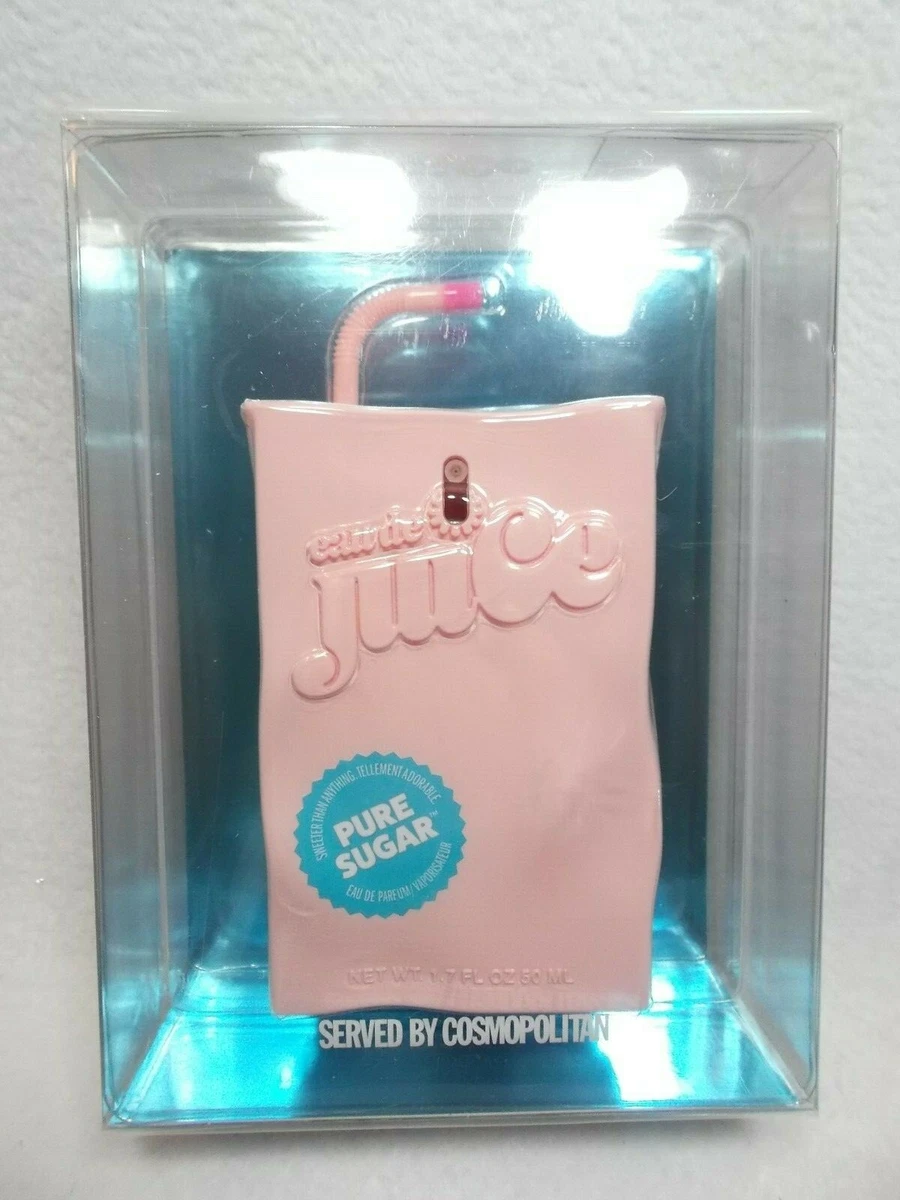 eau de
juice
SWEETER THAN ANYTHING. TELLEMENT ADORABLE.
PURE
SUGAR™
EAU DE PARFUM/VAPORISATEUR
NET WT. 1.7 FL OZ 50 ML
SERVED BY COSMOPOLITAN